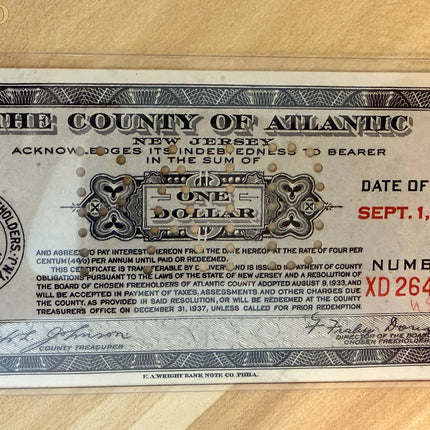 THE COUNTY OF ATLANTIC
NEW JERSEY
ACKNOWLEDGES ITS INDEBTEDNESS TO BEARER
IN THE SUM OF
ONE
DOLLAR
DATE OF
SEPT. 1,
AND AGREES TO PAY INTEREST HEREON FROM THE DATE HEREOF AT THE RATE OF FOUR PER
CENTUM (4%) PER ANNUM UNTIL PAID OR REDEEMED.
THIS CERTIFICATE IS TRANSFERABLE BY DELIVERY AND IS ISSUED IN PAYMENT OF COUNTY
OBLIGATIONS PURSUANT TO THE LAWS OF THE STATE OF NEW JERSEY AND A RESOLUTION OF
THE BOARD OF CHOSEN FREEHOLDERS OF ATLANTIC COUNTY ADOPTED AUGUST 9, 1933, AND
WILL BE ACCEPTED IN PAYMENT OF TAXES, ASSESSMENTS AND OTHER CHARGES DUE
THE COUNTY, AS PROVIDED IN SAID RESOLUTION, OR WILL BE REDEEMED AT THE COUNTY
TREASURER'S OFFICE ON DECEMBER 31, 1937, UNLESS CALLED FOR PRIOR REDEMPTION.
NUMB
XD 264
HOLDERS N.J.
Johnson
COUNTY TREASURER
DIRECTOR OF THE BOA
CHOSEN FREEHOLDE
E. A. WRIGHT BANK NOTE CO. PHILA.